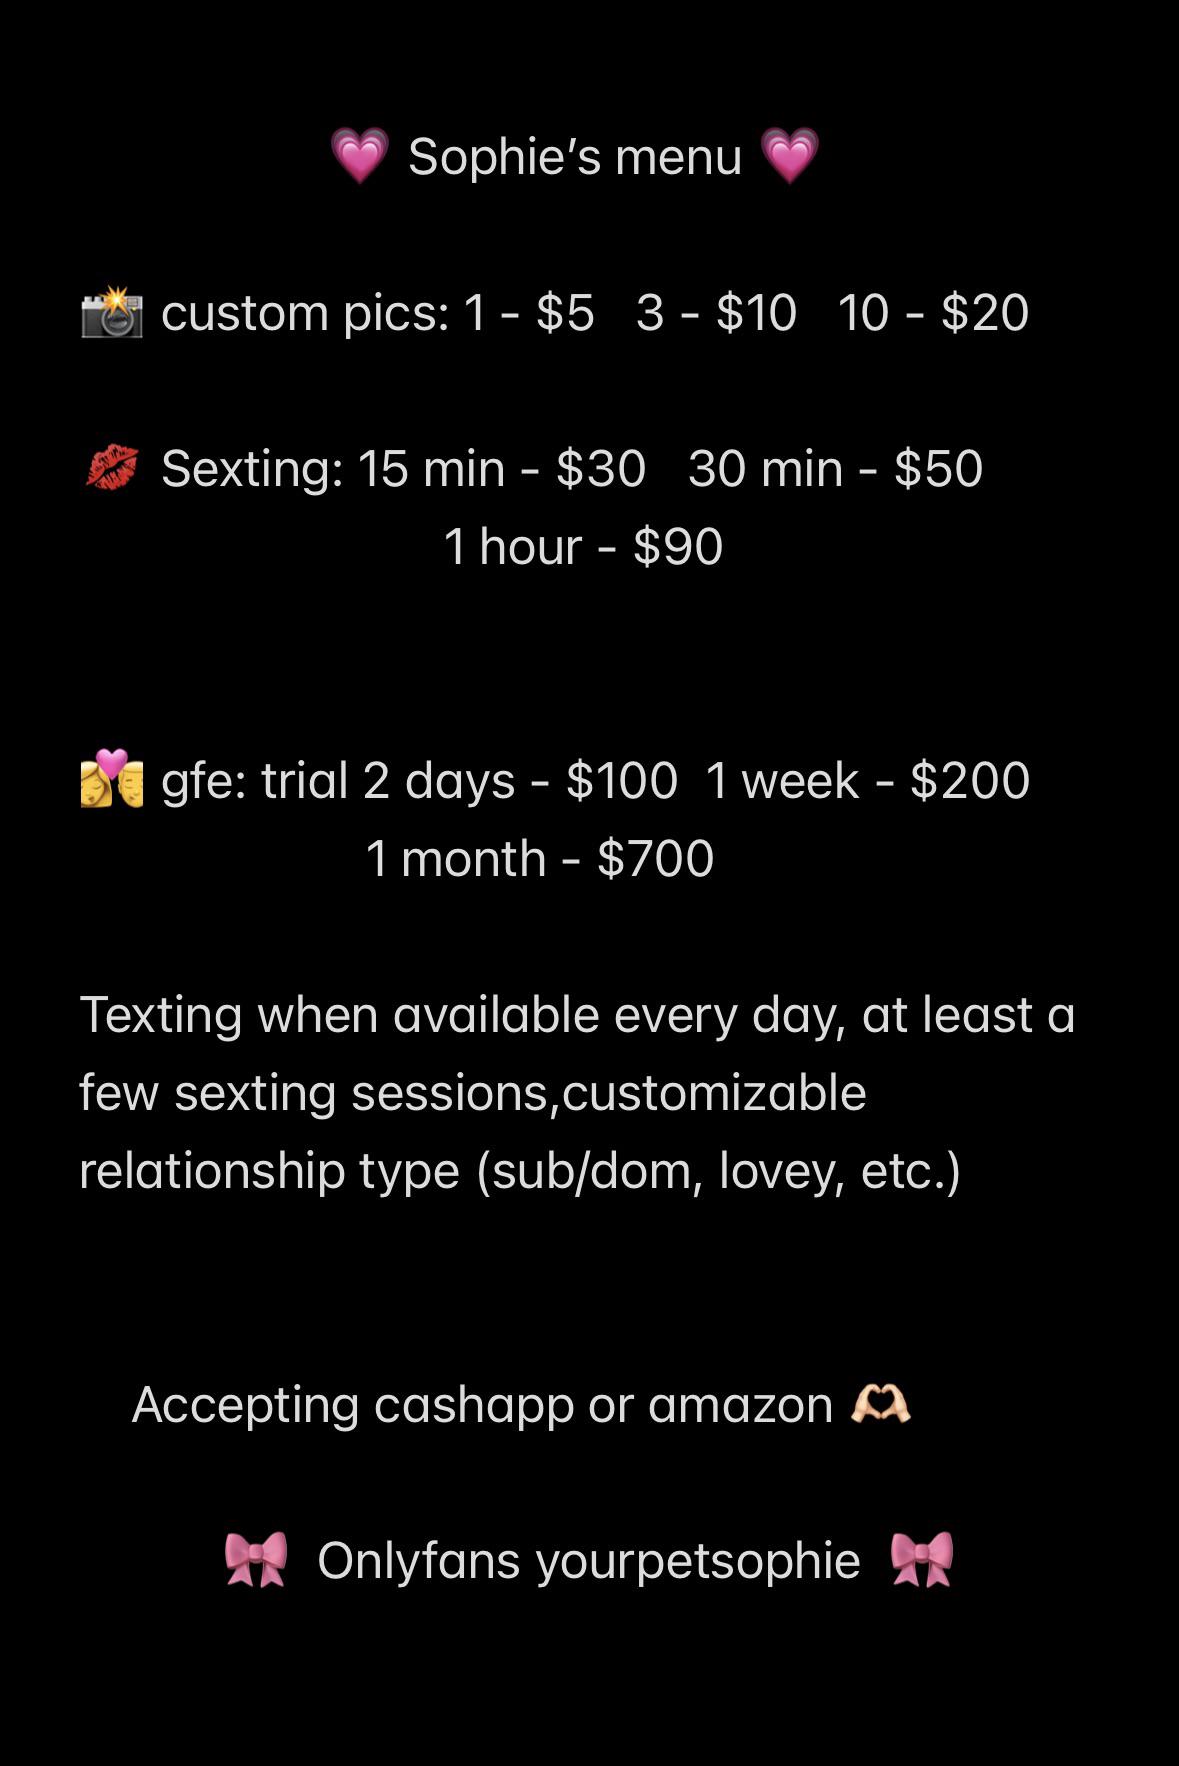 💗 Sophie’s menu 💗
📸 custom pics: 1 - $5 3 - $10 10 - $20
💋 Sexting: 15 min - $30 30 min - $50
1 hour - $90
💏 gfe: trial 2 days - $100 1 week - $200
1 month - $700
Texting when available every day, at least a
few sexting sessions,customizable
relationship type (sub/dom, lovey, etc.)
Accepting cashapp or amazon 🫶🏻
🎀 Onlyfans yourpetsophie 🎀